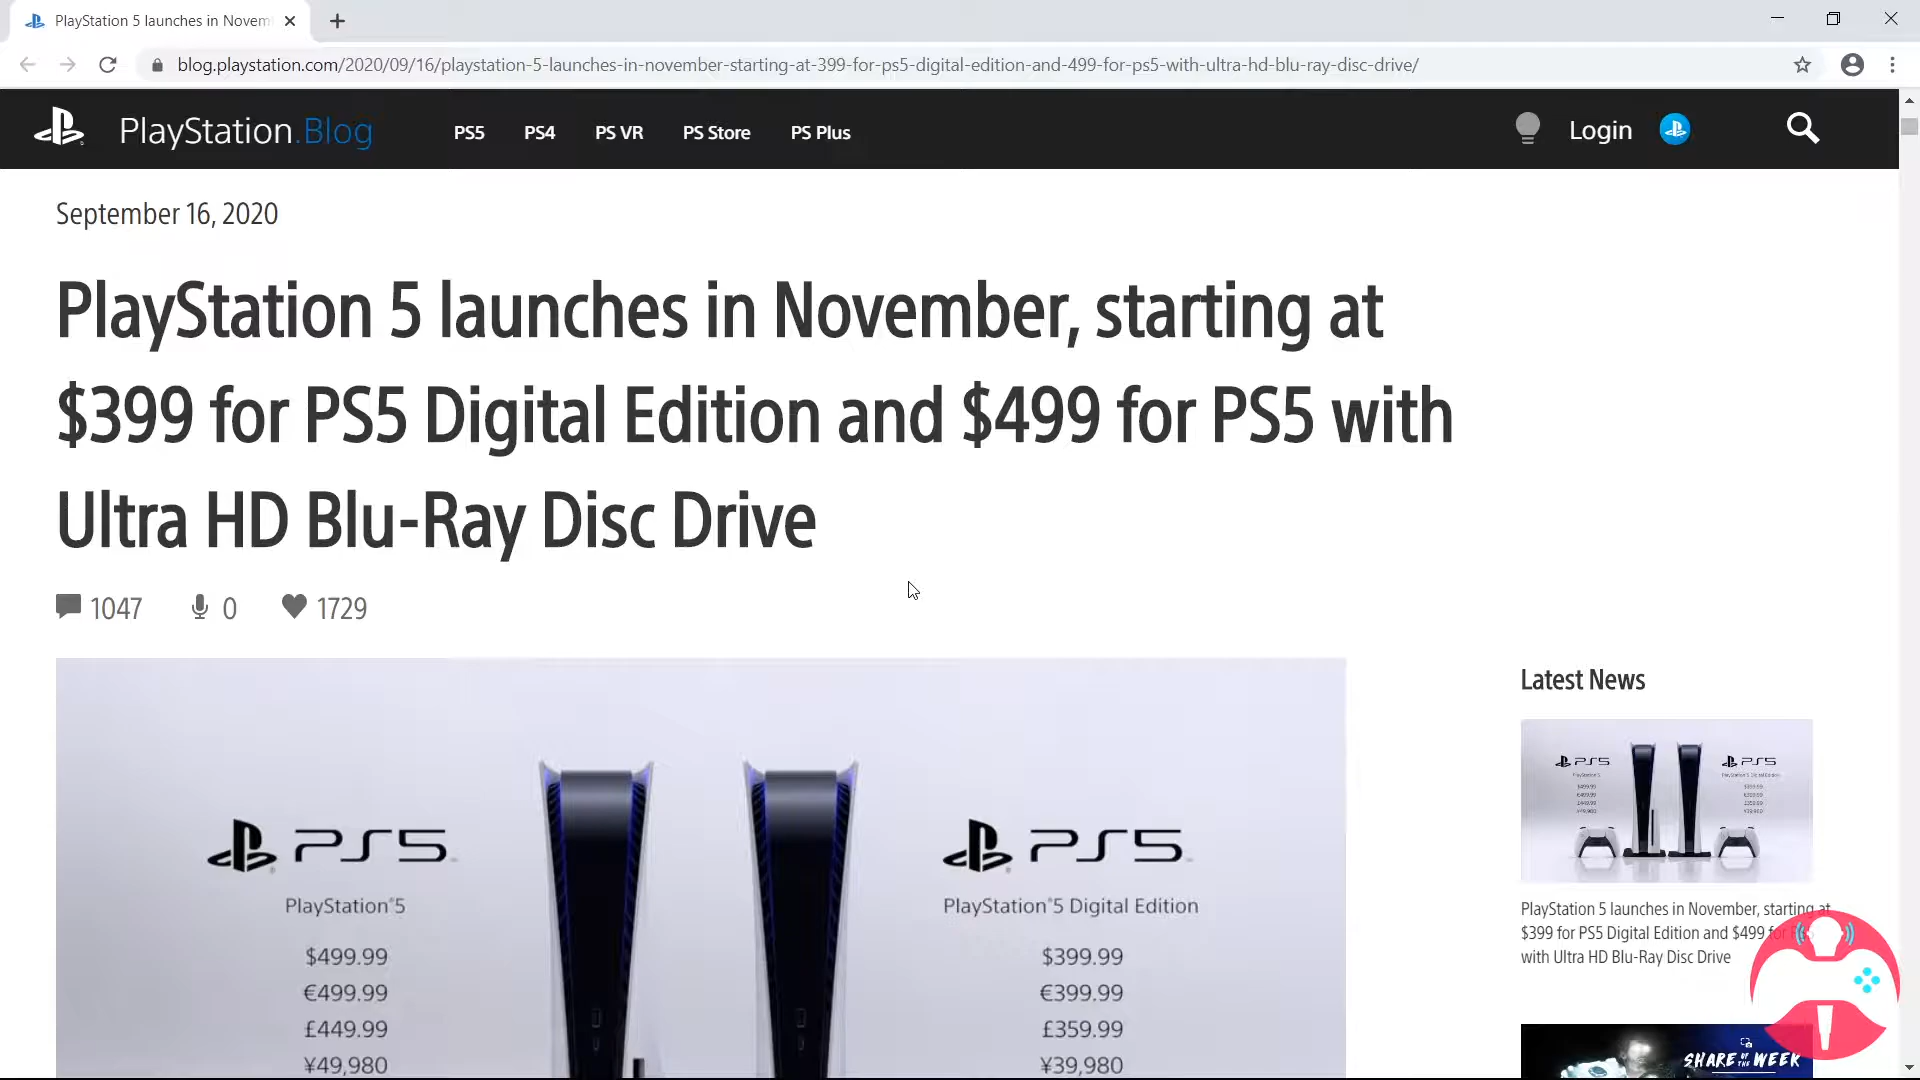 PlayStation 5 launches in Novem
blog.playstation.com/2020/09/16/playstation-5-launches-in-november-starting-at-399-for-ps5-digital-edition-and-499-for-ps5-with-ultra-hd-blu-ray-disc-drive/
PlayStation.Blog PS5 PS4 PS VR PS Store PS Plus Login
September 16, 2020
PlayStation 5 launches in November, starting at
$399 for PS5 Digital Edition and $499 for PS5 with
Ultra HD Blu-Ray Disc Drive
1047 0 1729
PS5
PlayStation®5
$499.99
€499.99
£449.99
¥49,980
PS5
PlayStation®5 Digital Edition
$399.99
€399.99
£359.99
¥39,980
Latest News
PS5
PS5
PlayStation 5 launches in November, starting at
$399 for PS5 Digital Edition and $499 for
with Ultra HD Blu-Ray Disc Drive
SHARE OF THE WEEK